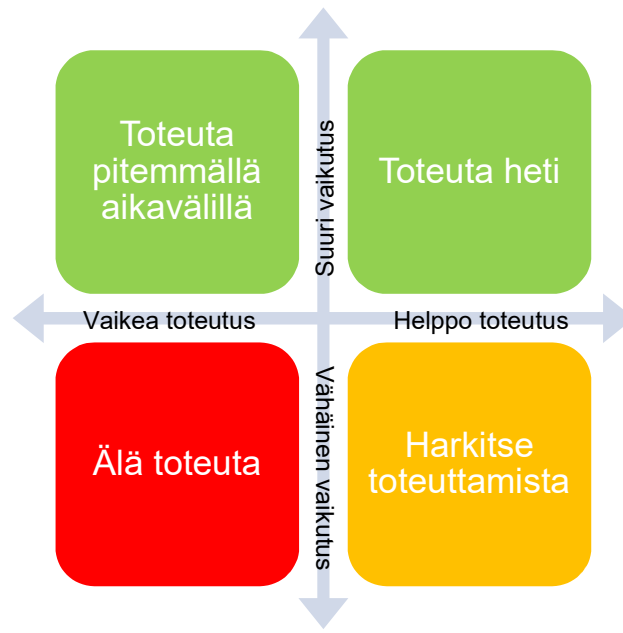 Toteuta
pitemmällä
aikavälillä
Suuri vaikutus
Toteuta heti
Vaikea toteutus
Helppo toteutus
Älä toteuta
Vähäinen vaikutus
Harkitse
toteuttamista